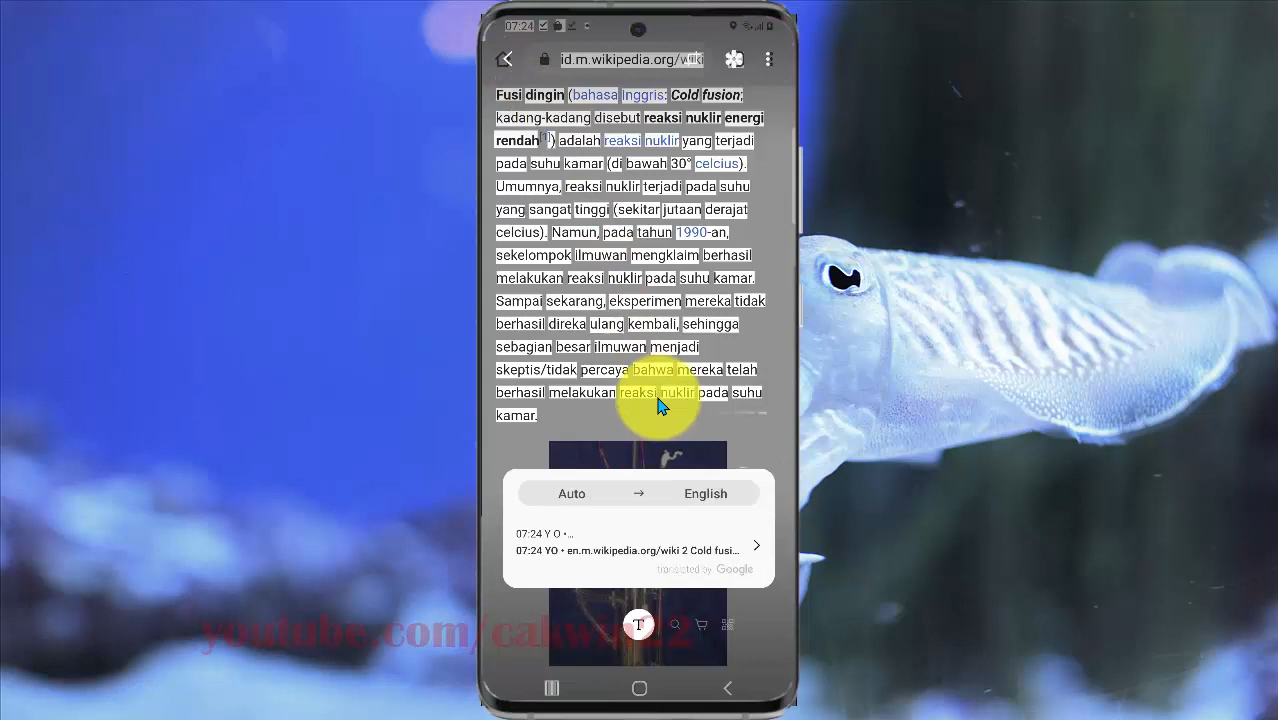 07:24
id.m.wikipedia.org/wiki
Fusi dingin (bahasa Inggris: Cold fusion;
kadang-kadang disebut reaksi nuklir energi
rendah[1]) adalah reaksi nuklir yang terjadi
pada suhu kamar (di bawah 30° celcius).
Umumnya, reaksi nuklir terjadi pada suhu
yang sangat tinggi (sekitar jutaan derajat
celcius). Namun, pada tahun 1990-an,
sekelompok ilmuwan mengklaim berhasil
melakukan reaksi nuklir pada suhu kamar.
Sampai sekarang, eksperimen mereka tidak
berhasil direka ulang kembali, sehingga
sebagian besar ilmuwan menjadi
skeptis/tidak percaya bahwa mereka telah
berhasil melakukan reaksi nuklir pada suhu
kamar.
Auto → English
07:24 Y O •...
07:24 YO • en.m.wikipedia.org/wiki 2 Cold fusi...
translated by Google
T
youtube.com/cakwin22